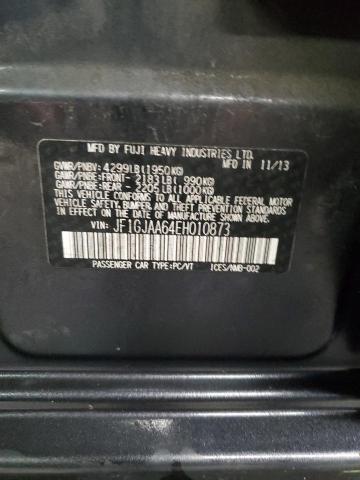 MFD BY FUJI HEAVY INDUSTRIES LTD. IN 11/13
GVWR/PNBV: 4299LB(1950KG)
GAWR/PNBE: FRONT - 2183LB( 990KG)
GAWR/PNBE: REAR - 2205LB(1000KG)
THIS VEHICLE CONFORMS TO ALL APPLICABLE FEDERAL MOTOR
VEHICLE SAFETY, BUMPER, AND THEFT PREVENTION STANDARDS
IN EFFECT ON THE DATE OF MANUFACTURE SHOWN ABOVE.
VIN: JF1GJAA64EH010873
PASSENGER CAR TYPE:PC/VT ICES/NMB-002